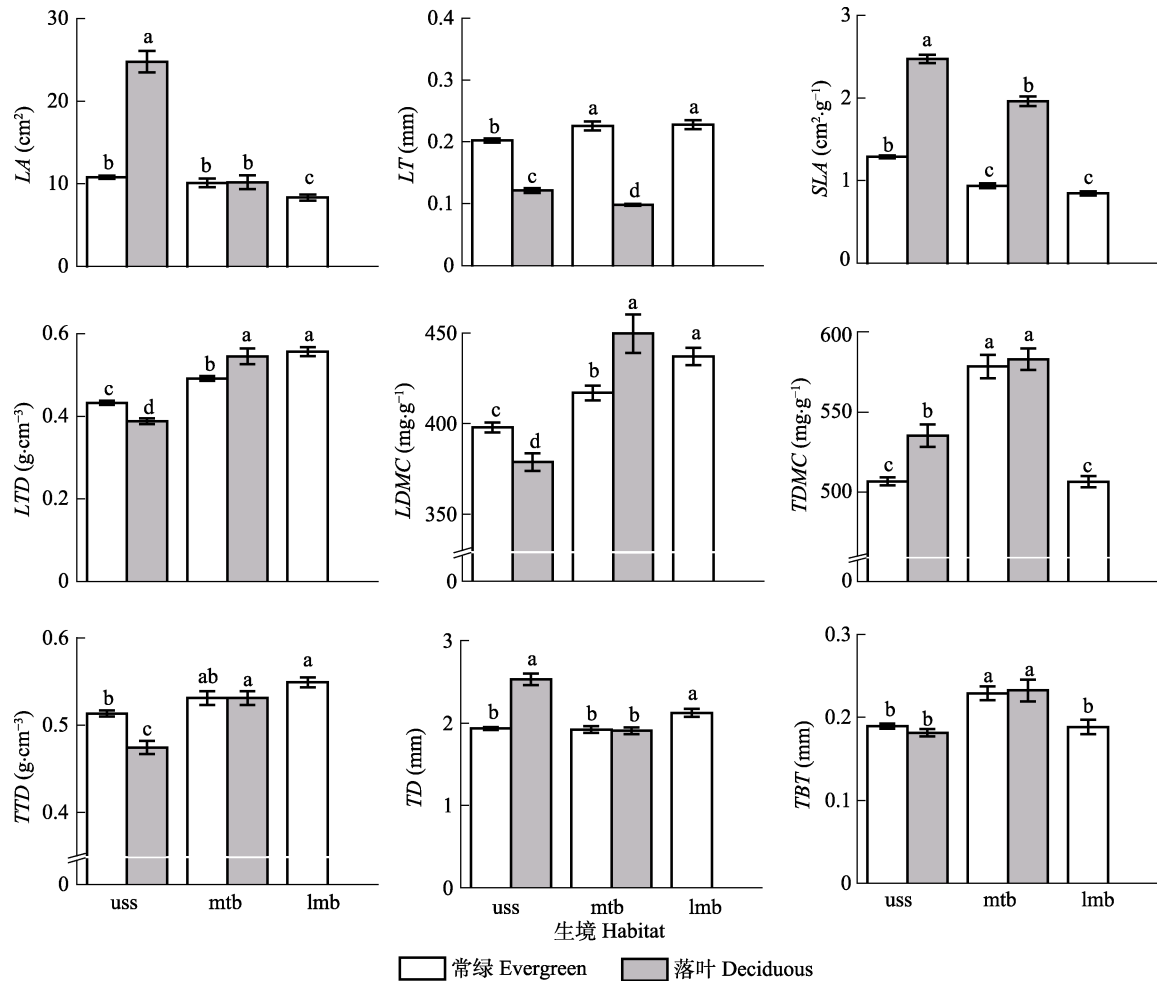 LA (cm²)
30
20
10
0
b
a
b
b
c
LT (mm)
0.4
0.3
0.2
0.1
0
b
c
a
d
a
SLA (cm²·g⁻¹)
3
2
1
0
b
a
c
b
c
LTD (g·cm⁻³)
0.6
0.4
0.2
0
c
d
b
a
a
LDMC (mg·g⁻¹)
450
400
350
0
c
d
b
a
a
TDMC (mg·g⁻¹)
600
550
500
0
c
b
a
a
c
TTD (g·cm⁻³)
0.6
0.5
0.4
0
b
c
ab
a
a
uss mtb lmb
TD (mm)
3
2
1
0
b
a
b
b
a
uss mtb lmb
TBT (mm)
0.3
0.2
0.1
0
b
b
a
a
b
uss mtb lmb
生境 Habitat
常绿 Evergreen 落叶 Deciduous